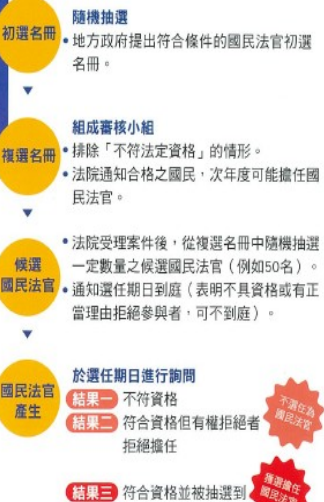 初選名冊
隨機抽選
• 地方政府提出符合條件的國民法官初選
名冊。
複選名冊
組成審核小組
• 排除「不符法定資格」的情形。
• 法院通知合格之國民，次年度可能擔任國
民法官。
候選
國民法官
• 法院受理案件後，從複選名冊中隨機抽選
一定數量之候選國民法官（例如50名）。
• 通知選任期日到庭（表明不具資格或有正
當理由拒絕參與者，可不到庭）。
國民法官
產生
於選任期日進行詢問
結果一 不符資格
結果二 符合資格但有權拒絕者
拒絕擔任
不選任為
國民法官
結果三 符合資格並被抽選到
獲選擔任
國民法官